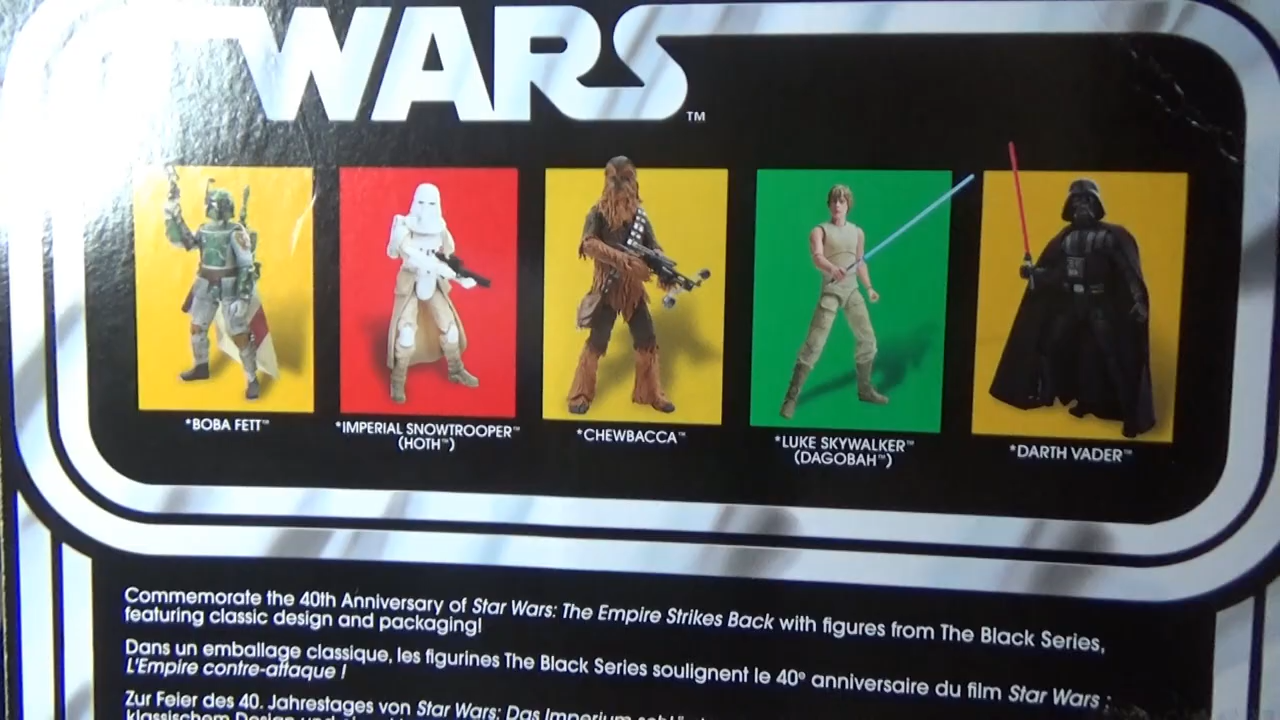 WARS™
*BOBA FETT™
*IMPERIAL SNOWTROOPER™
(HOTH™)
*CHEWBACCA™
*LUKE SKYWALKER™
(DAGOBAH™)
*DARTH VADER™
Commemorate the 40th Anniversary of Star Wars: The Empire Strikes Back with figures from The Black Series,
featuring classic design and packaging!
Dans un emballage classique, les figurines The Black Series soulignent le 40e anniversaire du film Star Wars :
L'Empire contre-attaque !
Zur Feier des 40. Jahrestages von Star Wars: Das Imperium
klassischem Design und